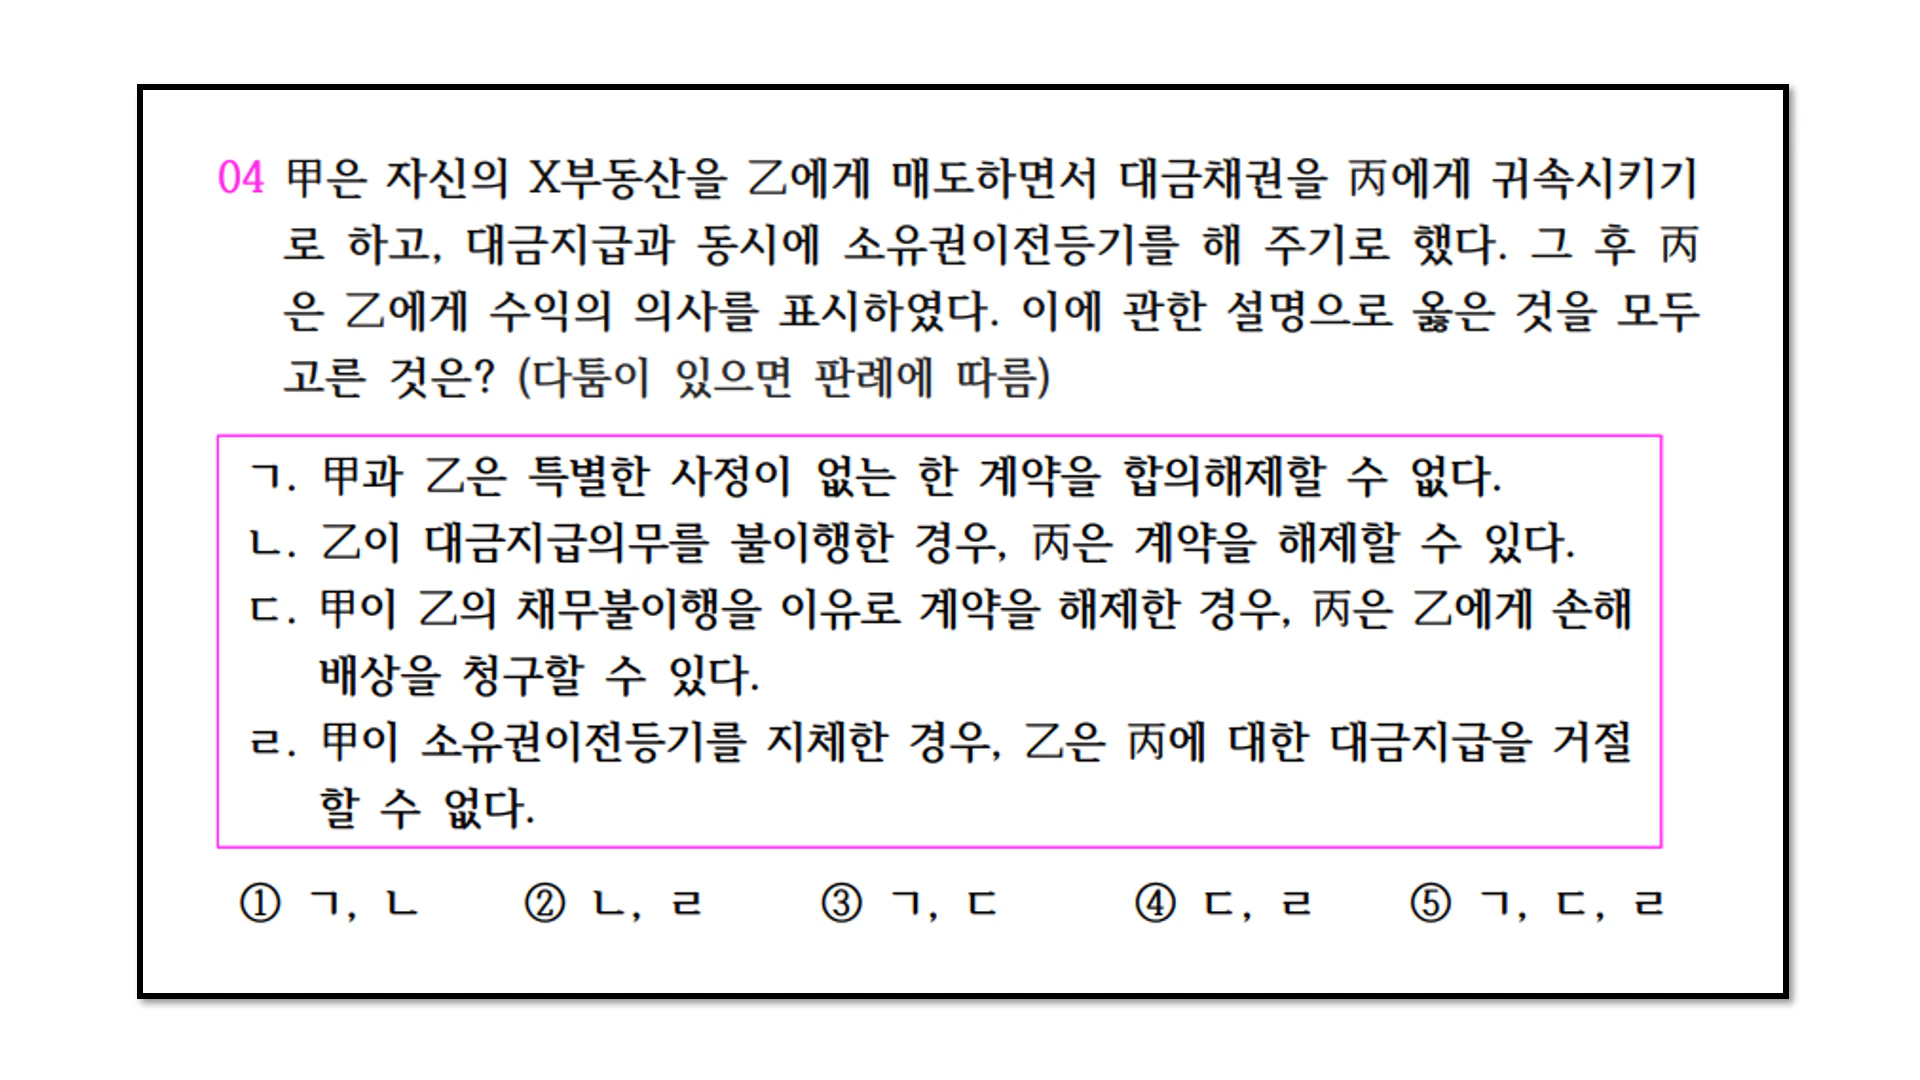 04 甲은 자신의 X부동산을 乙에게 매도하면서 대금채권을 丙에게 귀속시키기
로 하고, 대금지급과 동시에 소유권이전등기를 해 주기로 했다. 그 후 丙
은 乙에게 수익의 의사를 표시하였다. 이에 관한 설명으로 옳은 것을 모두
고른 것은? (다툼이 있으면 판례에 따름)
ㄱ. 甲과 乙은 특별한 사정이 없는 한 계약을 합의해제할 수 없다.
ㄴ. 乙이 대금지급의무를 불이행한 경우, 丙은 계약을 해제할 수 있다.
ㄷ. 甲이 乙의 채무불이행을 이유로 계약을 해제한 경우, 丙은 乙에게 손해
배상을 청구할 수 있다.
ㄹ. 甲이 소유권이전등기를 지체한 경우, 乙은 丙에 대한 대금지급을 거절
할 수 없다.
① ㄱ, ㄴ ② ㄴ, ㄹ ③ ㄱ, ㄷ ④ ㄷ, ㄹ ⑤ ㄱ, ㄷ, ㄹ